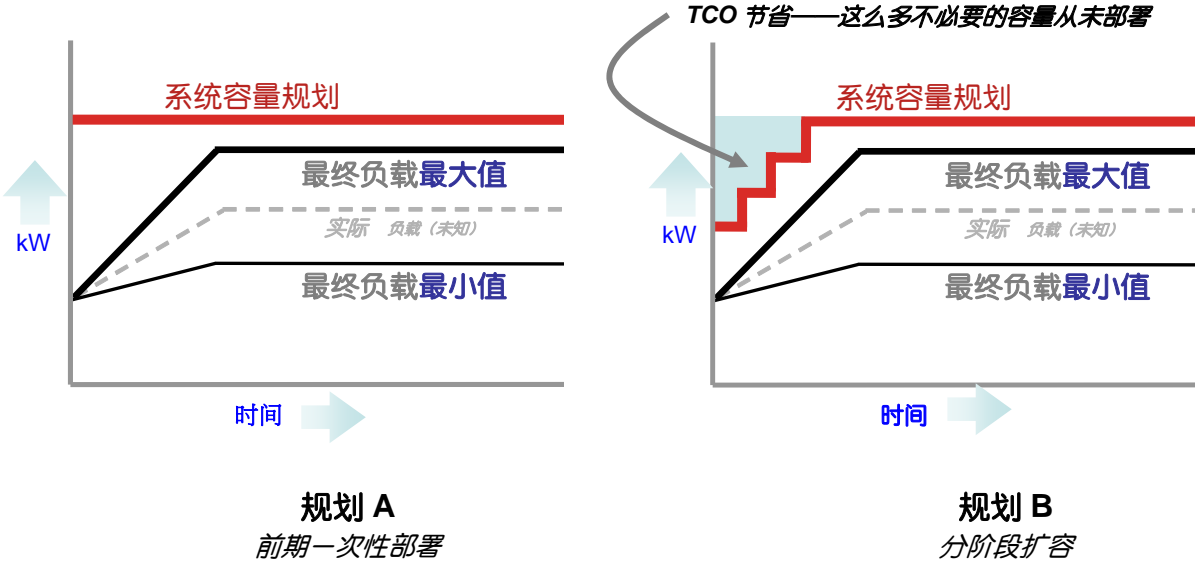 TCO 节省——这么多不必要的容量从未部署
系统容量规划
最终负载最大值
实际 负载（未知）
kW
最终负载最小值
时间
规划 A
前期一次性部署
系统容量规划
最终负载最大值
实际 负载（未知）
kW
最终负载最小值
时间
规划 B
分阶段扩容